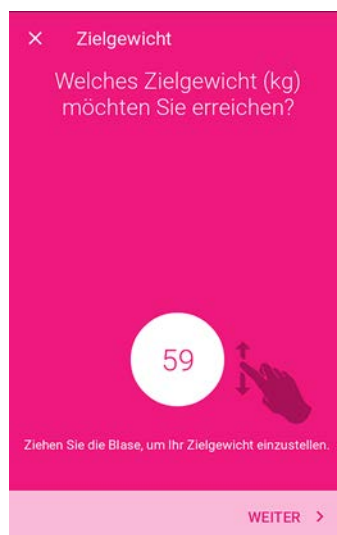 Zielgewicht
Welches Zielgewicht (kg)
möchten Sie erreichen?
59
Ziehen Sie die Blase, um Ihr Zielgewicht einzustellen.
WEITER